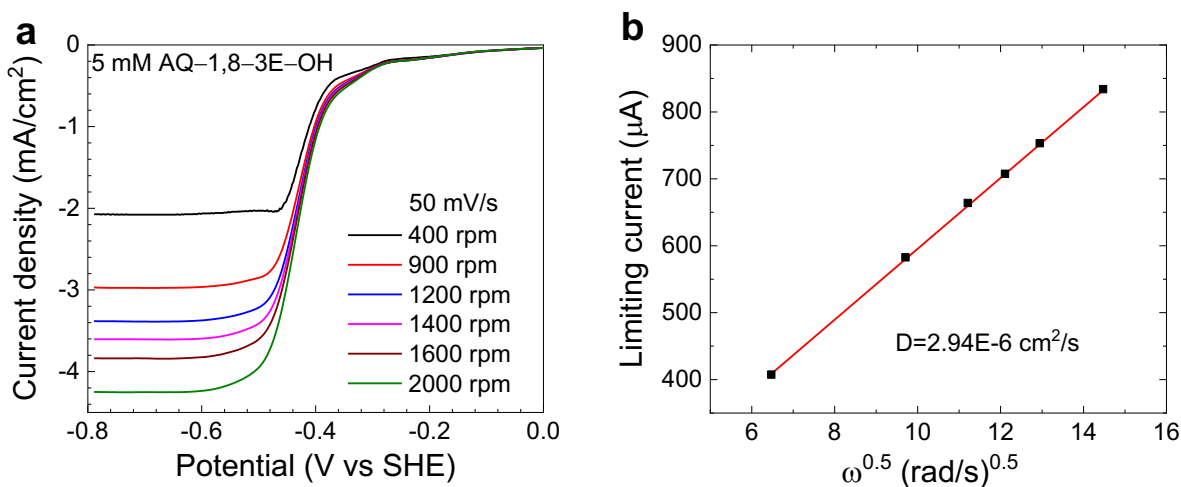 a
5 mM AQ–1,8–3E–OH
0
-1
-2
-3
-4
Current density (mA/cm²)
50 mV/s
400 rpm
900 rpm
1200 rpm
1400 rpm
1600 rpm
2000 rpm
-0.8
-0.6
-0.4
-0.2
0.0
Potential (V vs SHE)
b
900
800
700
600
500
400
Limiting current (μA)
D=2.94E-6 cm²/s
6
8
10
12
14
16
ω⁰·⁵ (rad/s)⁰·⁵